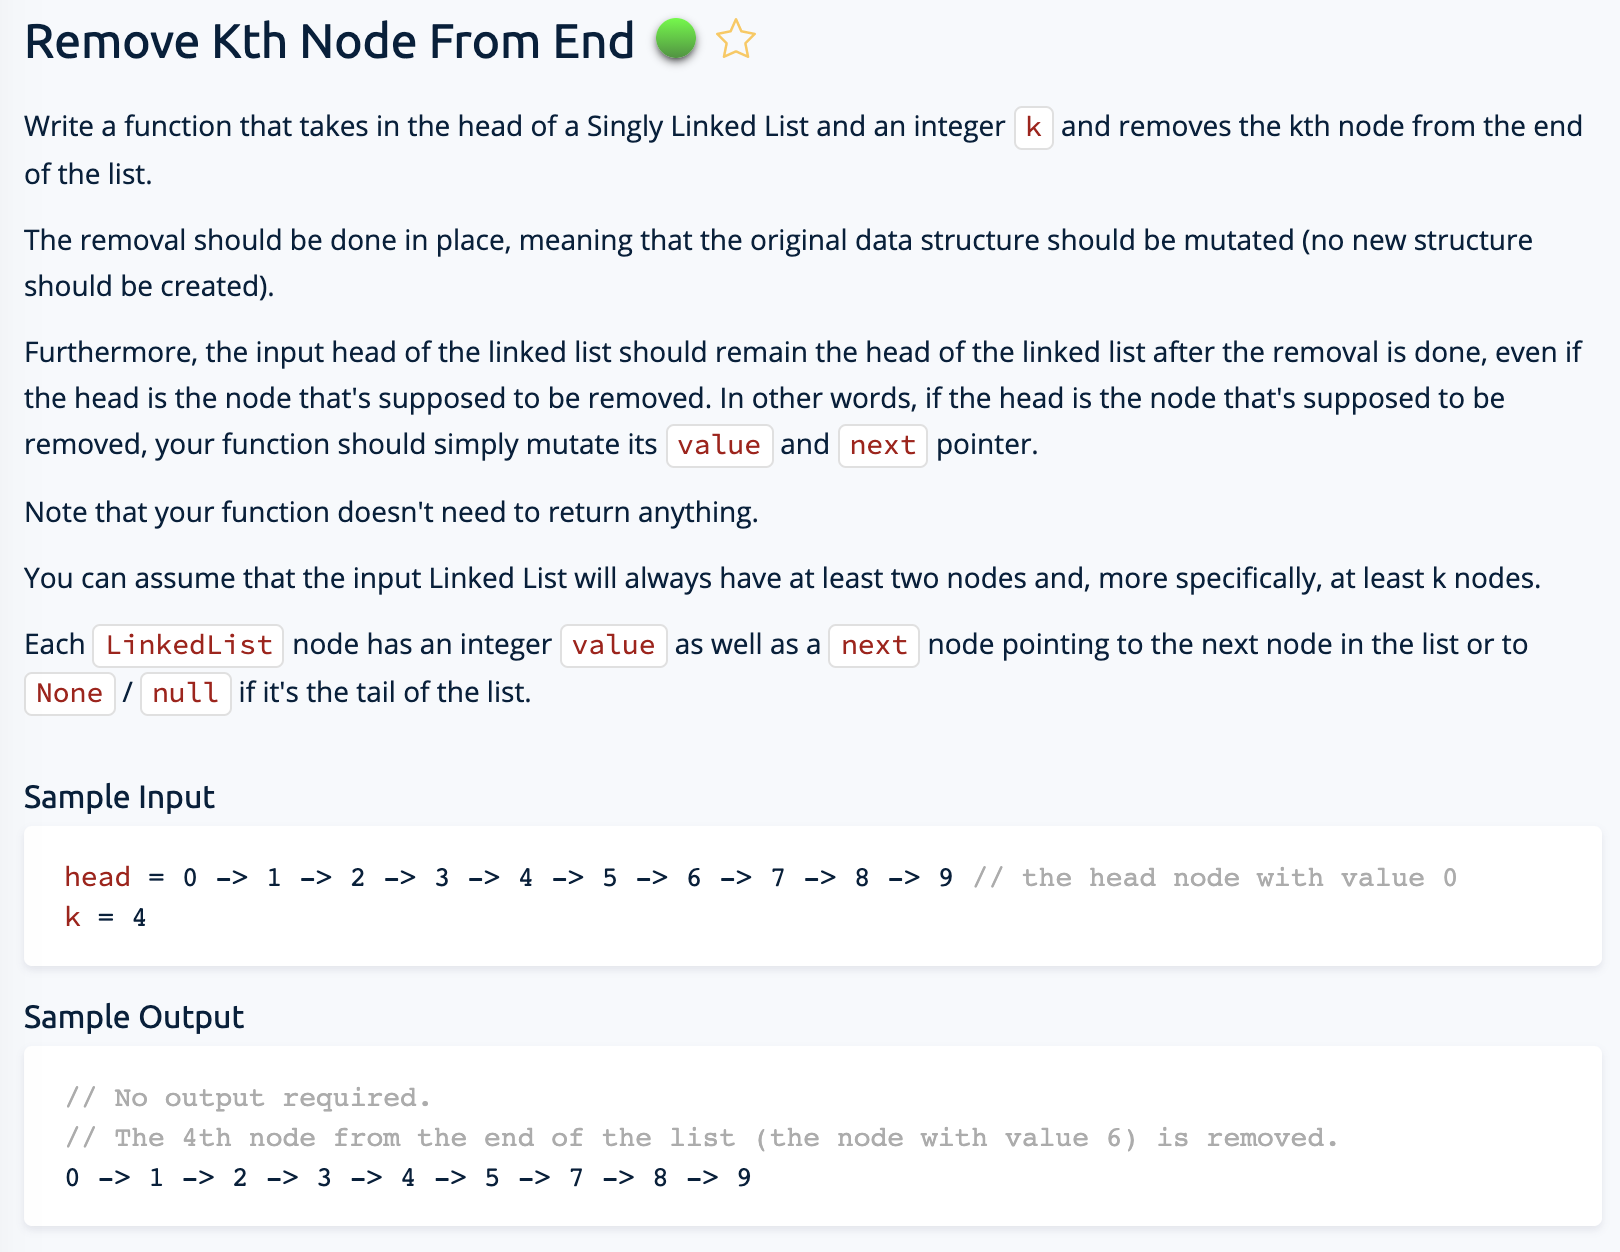 Remove Kth Node From End
Write a function that takes in the head of a Singly Linked List and an integer k and removes the kth node from the end
of the list.
The removal should be done in place, meaning that the original data structure should be mutated (no new structure
should be created).
Furthermore, the input head of the linked list should remain the head of the linked list after the removal is done, even if
the head is the node that's supposed to be removed. In other words, if the head is the node that's supposed to be
removed, your function should simply mutate its value and next pointer.
Note that your function doesn't need to return anything.
You can assume that the input Linked List will always have at least two nodes and, more specifically, at least k nodes.
Each LinkedList node has an integer value as well as a next node pointing to the next node in the list or to
None / null if it's the tail of the list.
Sample Input
head = 0 -> 1 -> 2 -> 3 -> 4 -> 5 -> 6 -> 7 -> 8 -> 9 // the head node with value 0
k = 4
Sample Output
// No output required.
// The 4th node from the end of the list (the node with value 6) is removed.
0 -> 1 -> 2 -> 3 -> 4 -> 5 -> 7 -> 8 -> 9